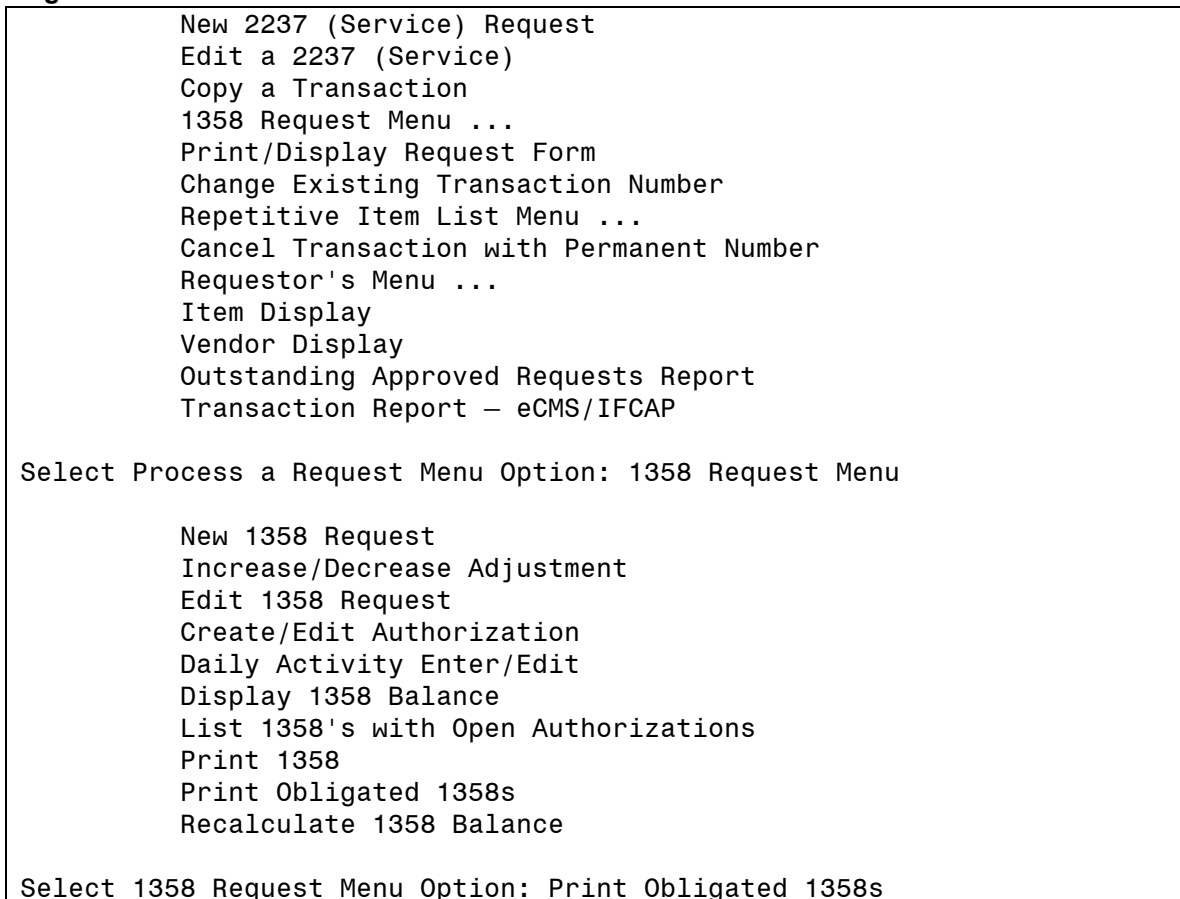 New 2237 (Service) Request
Edit a 2237 (Service)
Copy a Transaction
1358 Request Menu ...
Print/Display Request Form
Change Existing Transaction Number
Repetitive Item List Menu ...
Cancel Transaction with Permanent Number
Requestor's Menu ...
Item Display
Vendor Display
Outstanding Approved Requests Report
Transaction Report – eCMS/IFCAP
Select Process a Request Menu Option: 1358 Request Menu
New 1358 Request
Increase/Decrease Adjustment
Edit 1358 Request
Create/Edit Authorization
Daily Activity Enter/Edit
Display 1358 Balance
List 1358's with Open Authorizations
Print 1358
Print Obligated 1358s
Recalculate 1358 Balance
Select 1358 Request Menu Option: Print Obligated 1358s